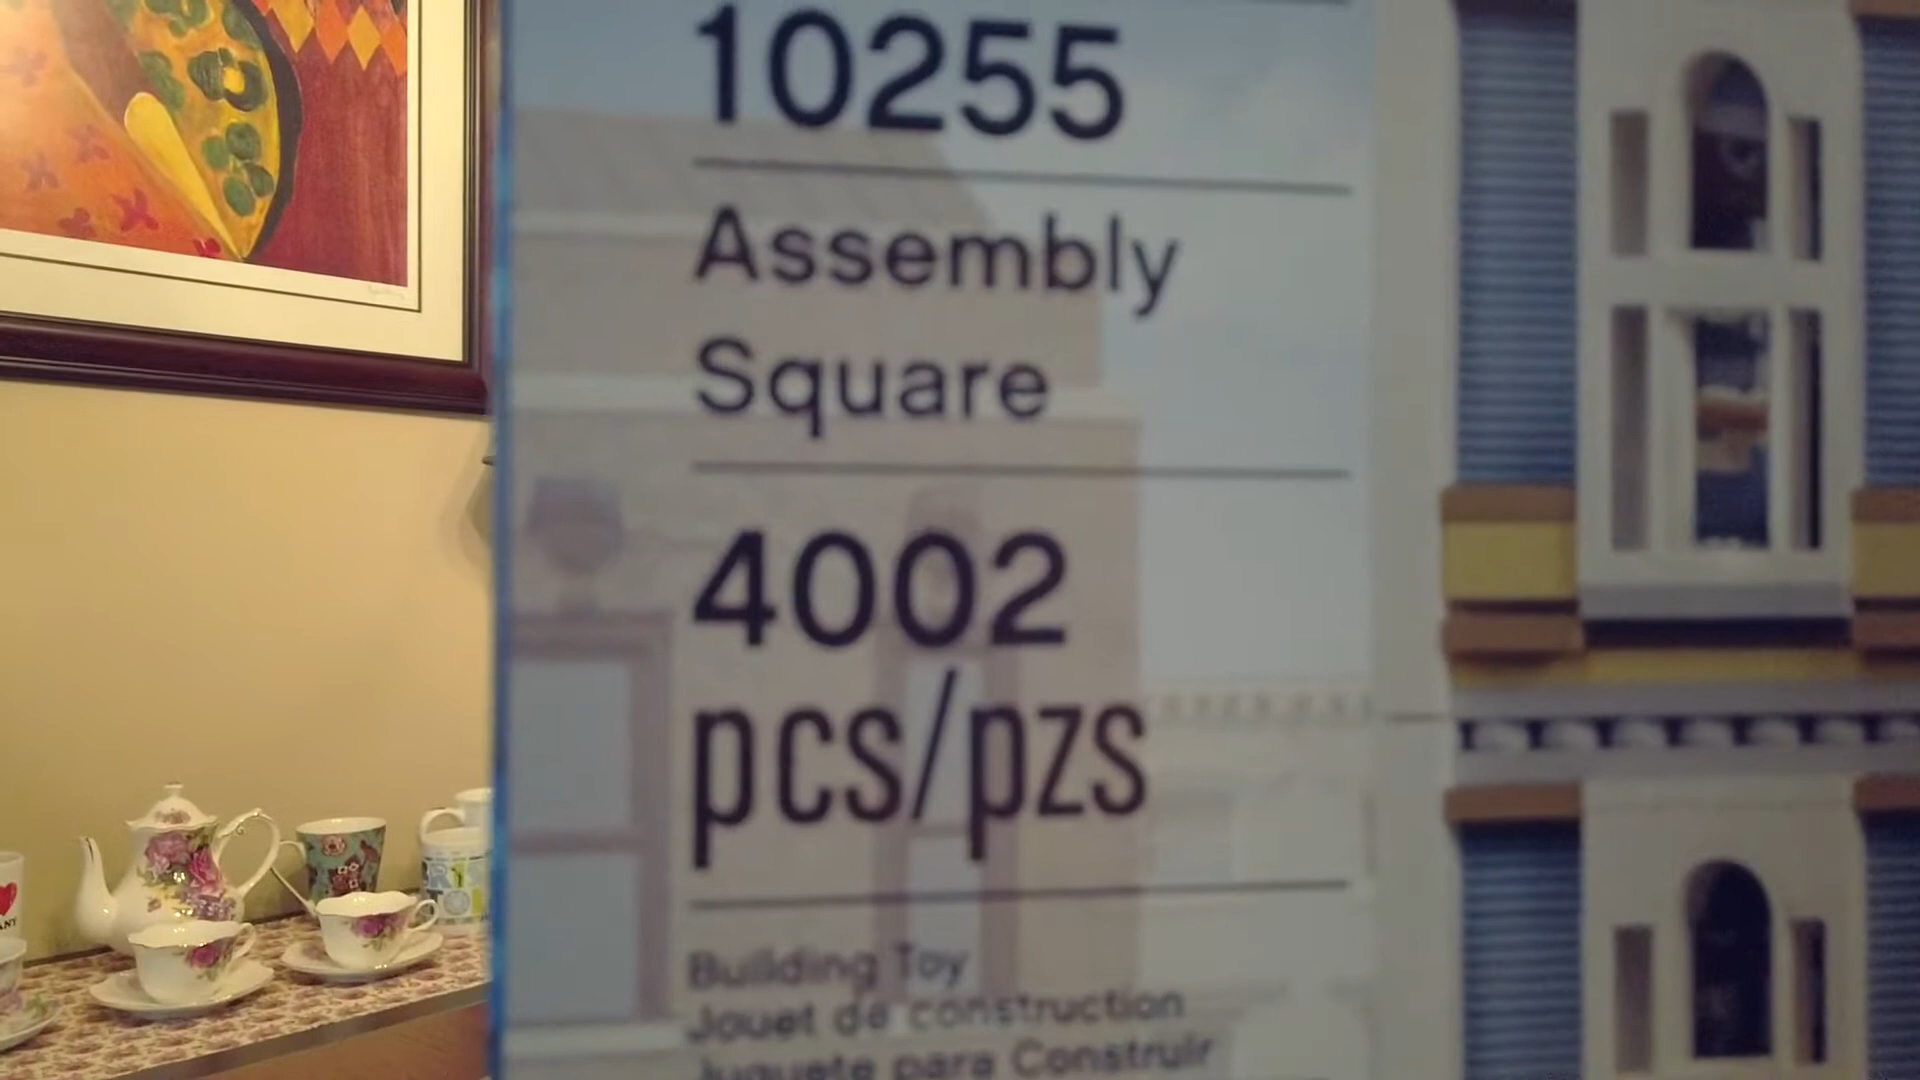 10255
Assembly
Square
4002
pcs/pzs
Building Toy
Jouet de construction
Juguete para Construir